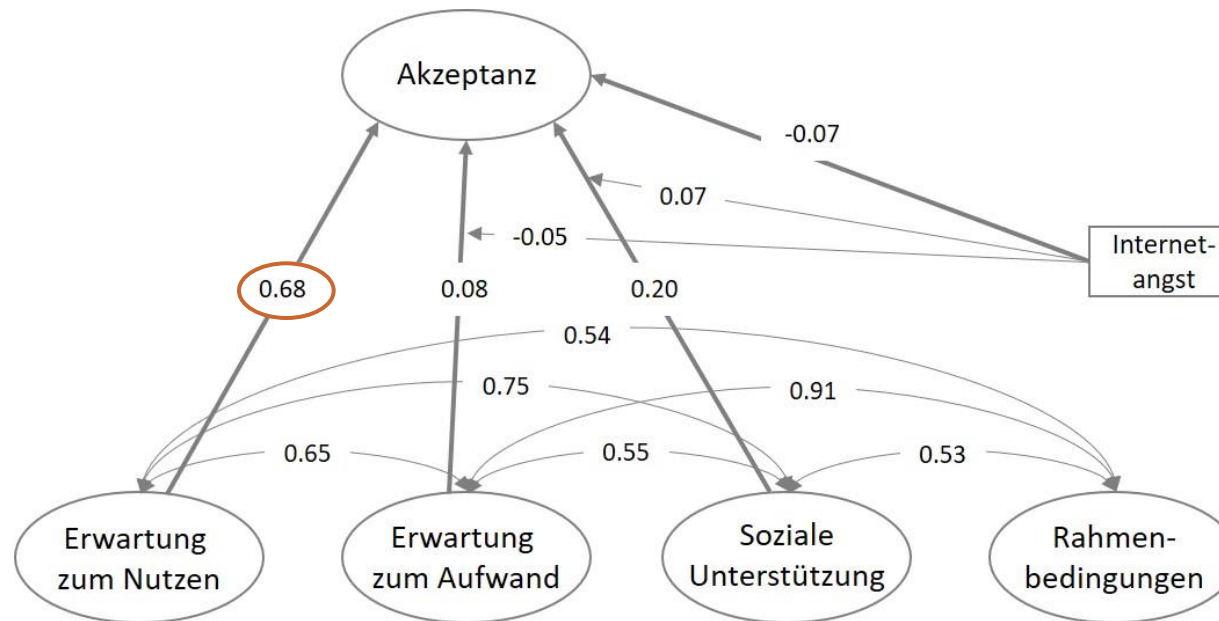 Akzeptanz
-0.07
0.07
-0.05
Internet-
angst
0.68
0.08
0.20
0.54
0.75
0.91
0.65
0.55
0.53
Erwartung
zum Nutzen
Erwartung
zum Aufwand
Soziale
Unterstützung
Rahmen-
bedingungen